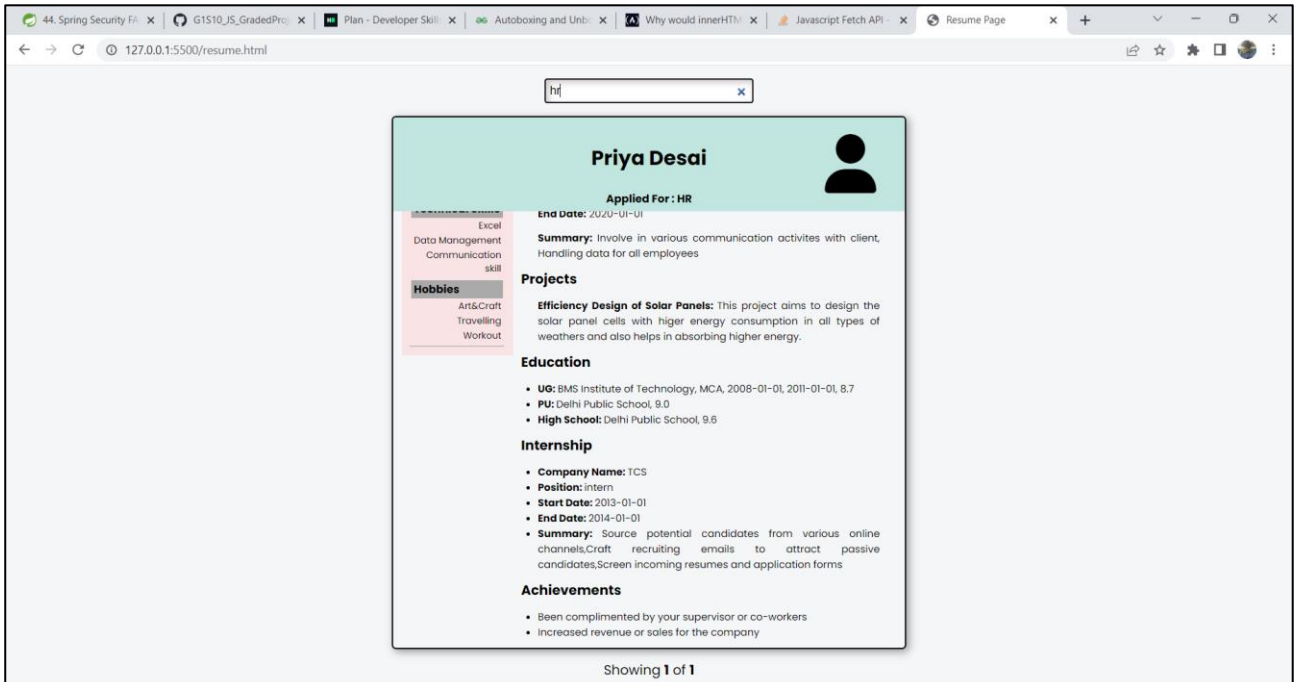 44. Spring Security FA
G1S10_JS_GradedProj
Plan - Developer Skill
Autoboxing and Unb
Why would innerHTM
Javascript Fetch API -
Resume Page
127.0.0.1:5500/resume.html
hr
Priya Desai
Applied For : HR
Technical Skills
Excel
Data Management
Communication
skill
Hobbies
Art&Craft
Travelling
Workout
End Date: 2020-01-01
Summary: Involve in various communication activites with client,
Handling data for all employees
Projects
Efficiency Design of Solar Panels: This project aims to design the
solar panel cells with higer energy consumption in all types of
weathers and also helps in absorbing higher energy.
Education
• UG: BMS Institute of Technology, MCA, 2008-01-01, 2011-01-01, 8.7
• PU: Delhi Public School, 9.0
• High School: Delhi Public School, 9.6
Internship
• Company Name: TCS
• Position: intern
• Start Date: 2013-01-01
• End Date: 2014-01-01
• Summary: Source potential candidates from various online
channels,Craft recruiting emails to attract passive
candidates,Screen incoming resumes and application forms
Achievements
• Been complimented by your supervisor or co-workers
• Increased revenue or sales for the company
Showing 1 of 1